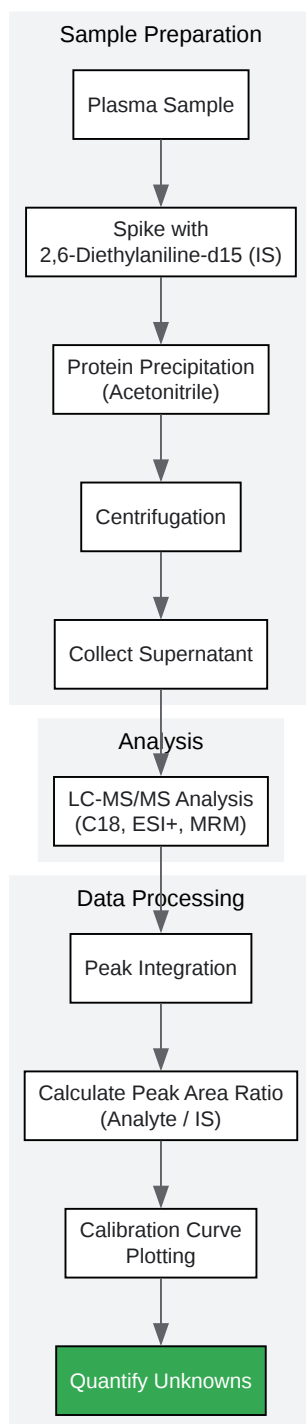 Sample Preparation
Plasma Sample
Spike with
2,6-Diethylaniline-d15 (IS)
Protein Precipitation
(Acetonitrile)
Centrifugation
Collect Supernatant
Analysis
LC-MS/MS Analysis
(C18, ESI+, MRM)
Data Processing
Peak Integration
Calculate Peak Area Ratio
(Analyte / IS)
Calibration Curve
Plotting
Quantify Unknowns